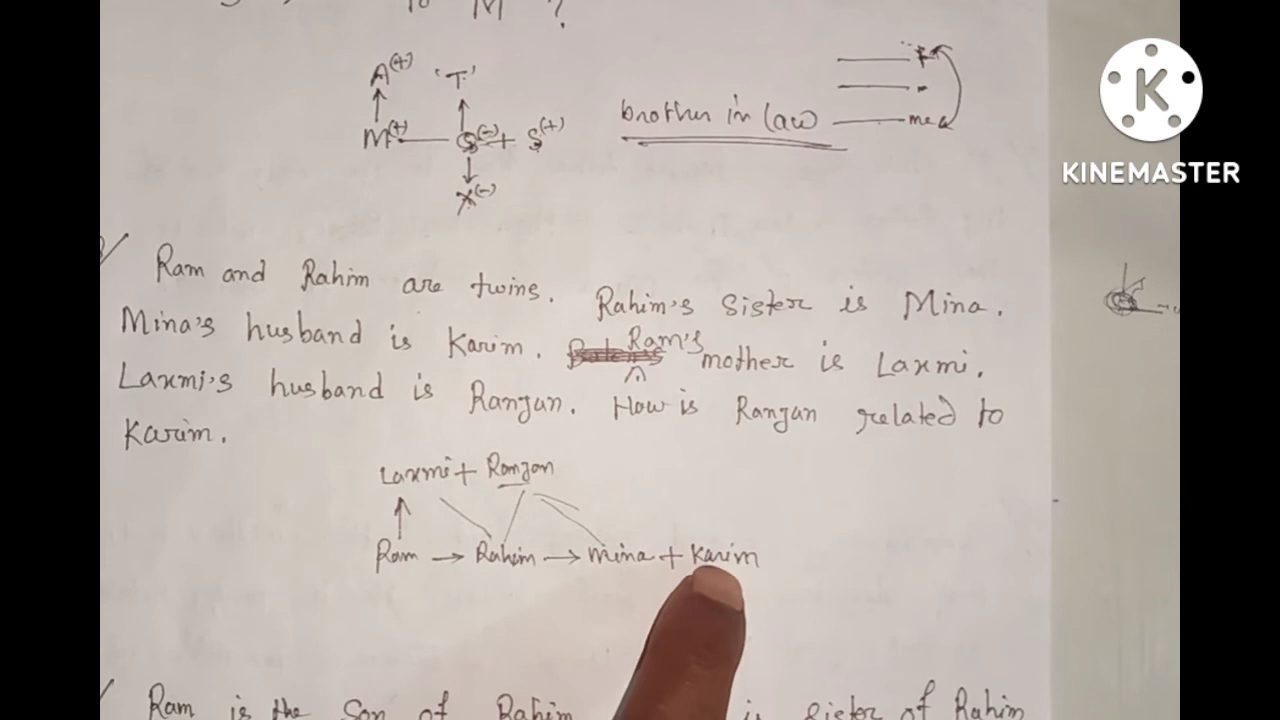 To M ?
A(+) 'T'
M(+) S(-) + S(+)
X(-)
brother in law
me
K
KINEMASTER
Ram and Rahim are twins. Rahim's Sister is Mina.
Mina's husband is Karim. Ram's mother is Laxmi.
Laxmi's husband is Ranjan. How is Ranjan related to
Karim.
Laxmi + Ranjan
Ram → Rahim → Mina + Karim
Ram is the Son of Rahim is sister of Rahim